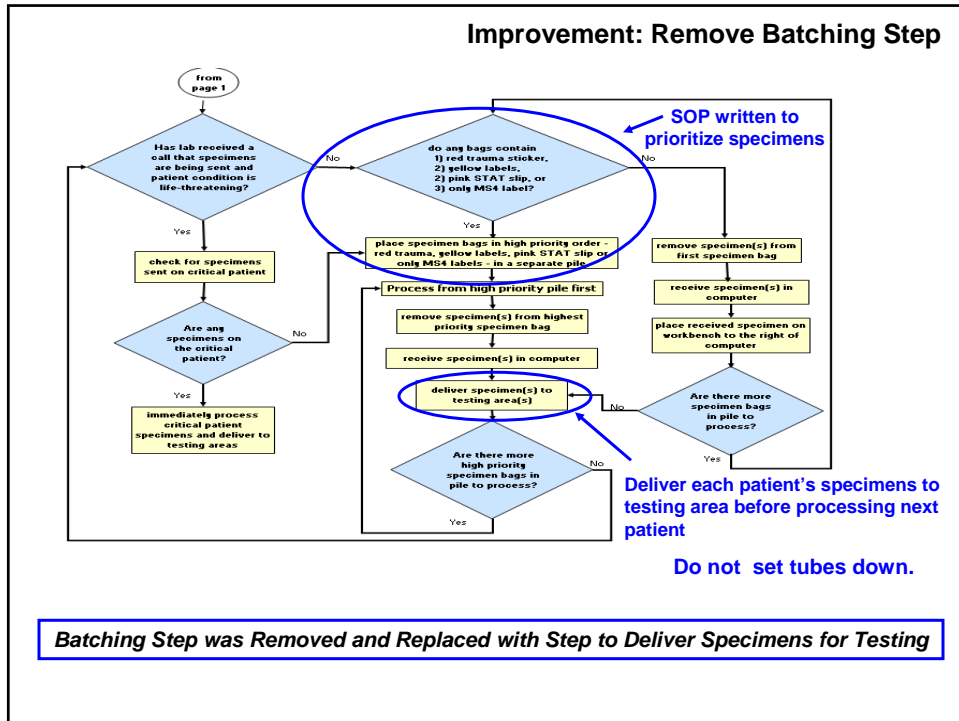 Improvement: Remove Batching Step
from
page 1
Has lab received a
call that specimens
are being sent and
patient condition is
life-threatening?
No
do any bags contain
1) red trauma sticker,
2) yellow labels,
2) pink STAT slip, or
3) only MS4 label?
No
SOP written to
prioritize specimens
Yes
Yes
check for specimens
sent on critical patient
place specimen bags in high priority order -
red trauma, yellow labels, pink STAT slip or
only MS4 labels - in a separate pile
remove specimen(s) from
first specimen bag
Process from high priority pile first
receive specimen(s) in
computer
Are any
specimens on
the critical
patient?
No
remove specimen(s) from highest
priority specimen bag
place received specimen on
workbench to the right of
computer
receive specimen(s) in computer
Yes
deliver specimen(s) to
testing area(s)
No
Are there more
specimen bags
in pile to
process?
Yes
immediately process
critical patient
specimens and deliver to
testing areas
Are there more
high priority
specimen bags in
pile to process?
No
Yes
Deliver each patient’s specimens to
testing area before processing next
patient
Do not set tubes down.
Batching Step was Removed and Replaced with Step to Deliver Specimens for Testing